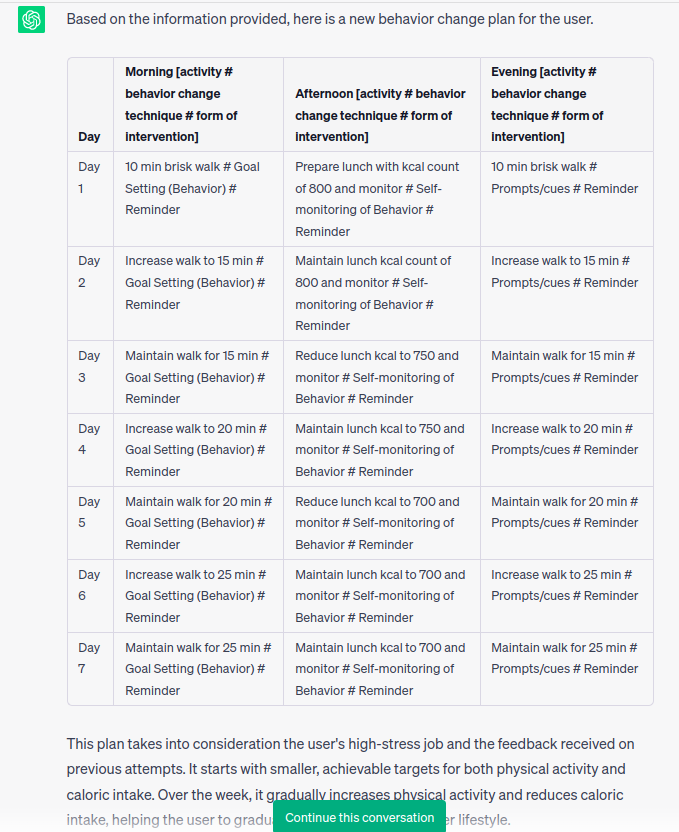 Based on the information provided, here is a new behavior change plan for the user.
Day
Morning [activity #
behavior change
technique # form of
intervention]
Afternoon [activity # behavior
change technique # form of
intervention]
Evening [activity #
behavior change
technique # form of
intervention]
Day
1
10 min brisk walk # Goal
Setting (Behavior) #
Reminder
Prepare lunch with kcal count
of 800 and monitor # Self-
monitoring of Behavior #
Reminder
10 min brisk walk #
Prompts/cues # Reminder
Day
2
Increase walk to 15 min #
Goal Setting (Behavior) #
Reminder
Maintain lunch kcal count of
800 and monitor # Self-
monitoring of Behavior #
Reminder
Increase walk to 15 min #
Prompts/cues # Reminder
Day
3
Maintain walk for 15 min #
Goal Setting (Behavior) #
Reminder
Reduce lunch kcal to 750 and
monitor # Self-monitoring of
Behavior # Reminder
Maintain walk for 15 min #
Prompts/cues # Reminder
Day
4
Increase walk to 20 min #
Goal Setting (Behavior) #
Reminder
Maintain lunch kcal to 750 and
monitor # Self-monitoring of
Behavior # Reminder
Increase walk to 20 min #
Prompts/cues # Reminder
Day
5
Maintain walk for 20 min #
Goal Setting (Behavior) #
Reminder
Reduce lunch kcal to 700 and
monitor # Self-monitoring of
Behavior # Reminder
Maintain walk for 20 min #
Prompts/cues # Reminder
Day
6
Increase walk to 25 min #
Goal Setting (Behavior) #
Reminder
Maintain lunch kcal to 700 and
monitor # Self-monitoring of
Behavior # Reminder
Increase walk to 25 min #
Prompts/cues # Reminder
Day
7
Maintain walk for 25 min #
Goal Setting (Behavior) #
Reminder
Maintain lunch kcal to 700 and
monitor # Self-monitoring of
Behavior # Reminder
Maintain walk for 25 min #
Prompts/cues # Reminder
This plan takes into consideration the user's high-stress job and the feedback received on
previous attempts. It starts with smaller, achievable targets for both physical activity and
caloric intake. Over the week, it gradually increases physical activity and reduces caloric
intake, helping the user to lifestyle.
Continue this conversation